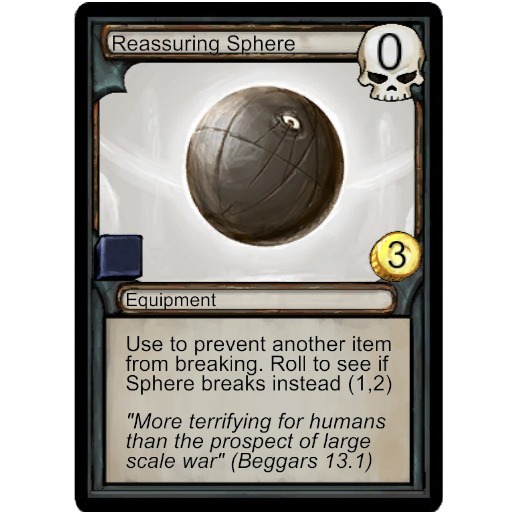 Reassuring Sphere
0
3
Equipment
Use to prevent another item
from breaking. Roll to see if
Sphere breaks instead (1,2)
"More terrifying for humans
than the prospect of large
scale war" (Beggars 13.1)